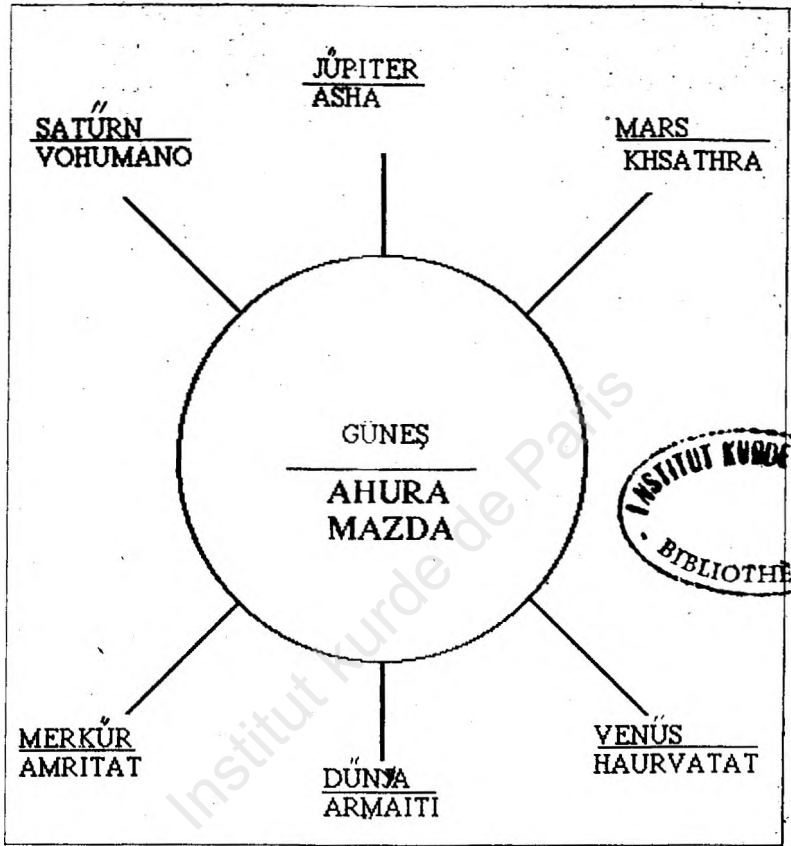 JÜPITER
ASHA
SATÜRN
VOHUMANO
MARS
KHSATHRA
GÜNEŞ
AHURA
MAZDA
INSTITUT KURDE
BIBLIOTHÈ
MERKÜR
AMRITAT
DÜNYA
ARMAITI
VENÜS
HAURVATAT
Institut kurde de Paris